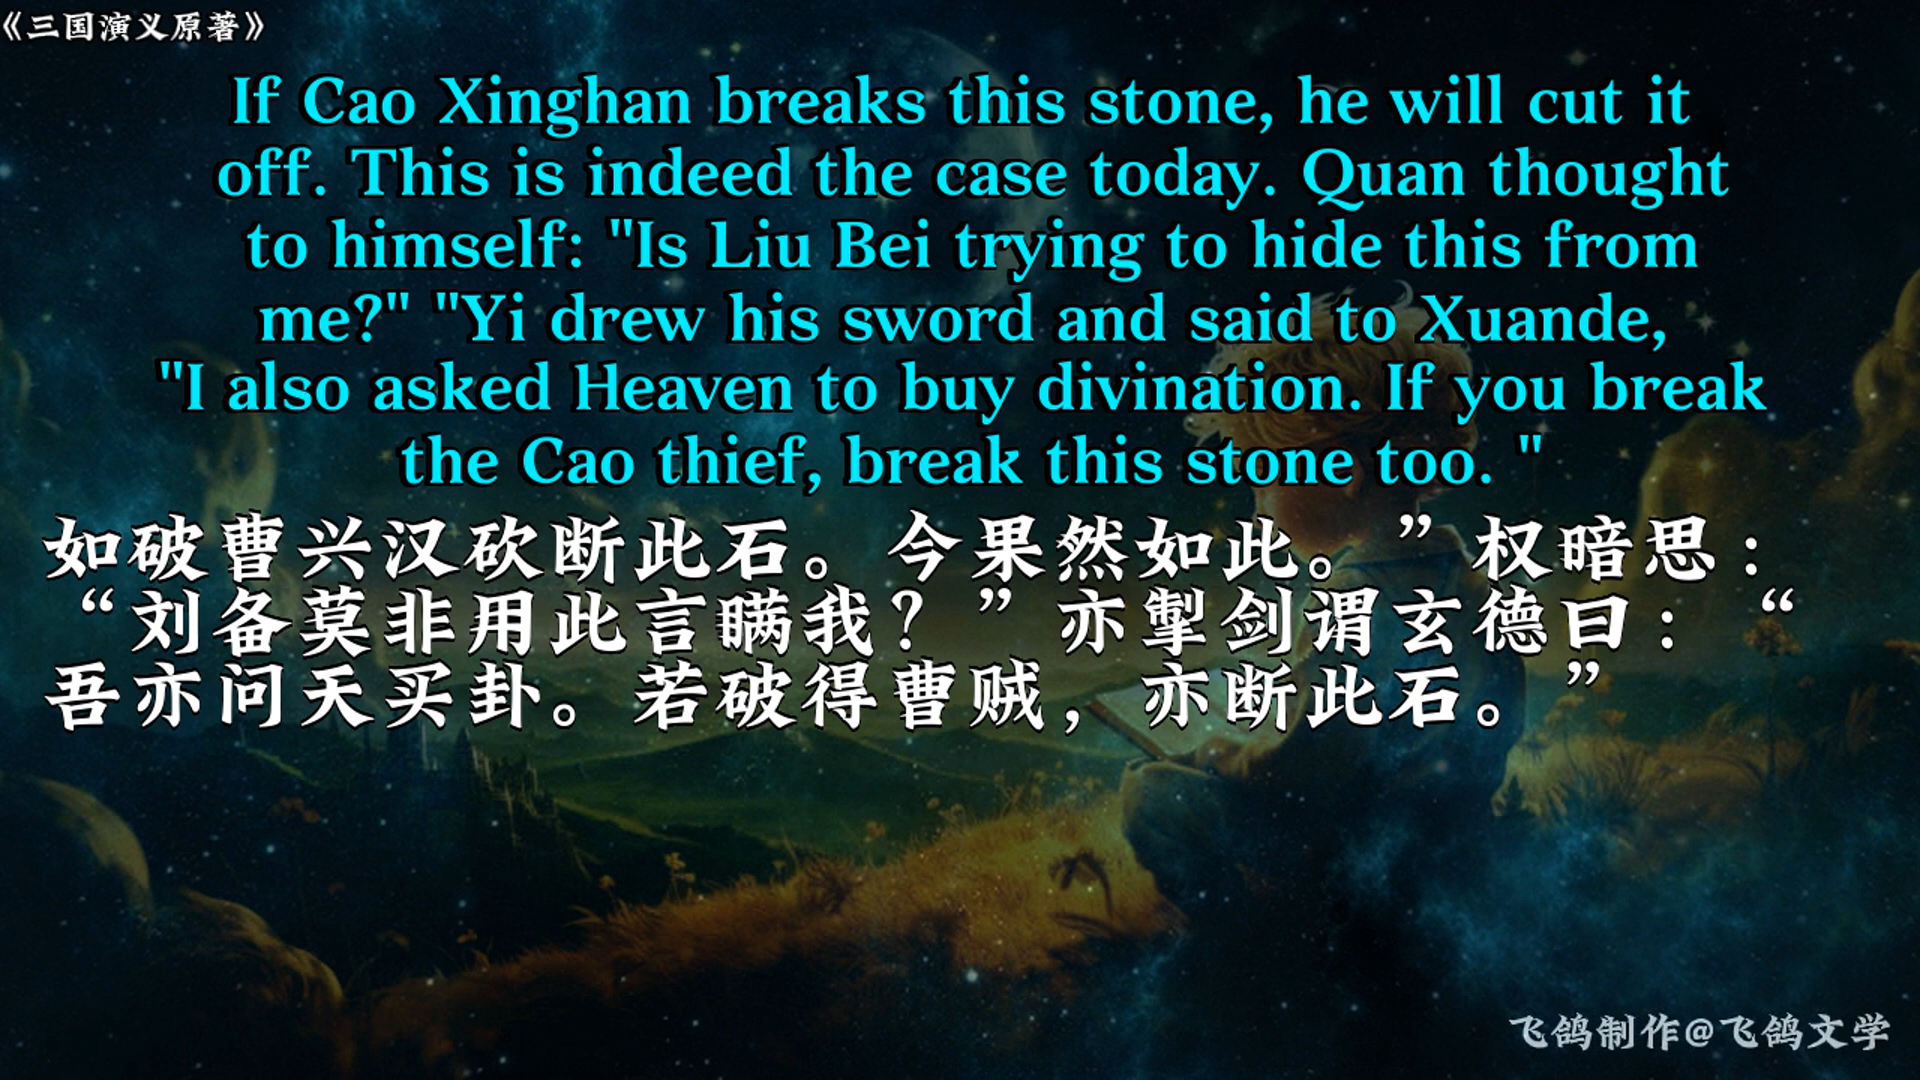 《三国演义原著》
If Cao Xinghan breaks this stone, he will cut it
off. This is indeed the case today. Quan thought
to himself: "Is Liu Bei trying to hide this from
me?" "Yi drew his sword and said to Xuande,
"I also asked Heaven to buy divination. If you break
the Cao thief, break this stone too. "
如破曹兴汉砍断此石。今果然如此。”权暗思：
“刘备莫非用此言瞒我？”亦掣剑谓玄德曰：“
吾亦问天买卦。若破得曹贼，亦断此石。”
飞鸽制作@飞鸽文学